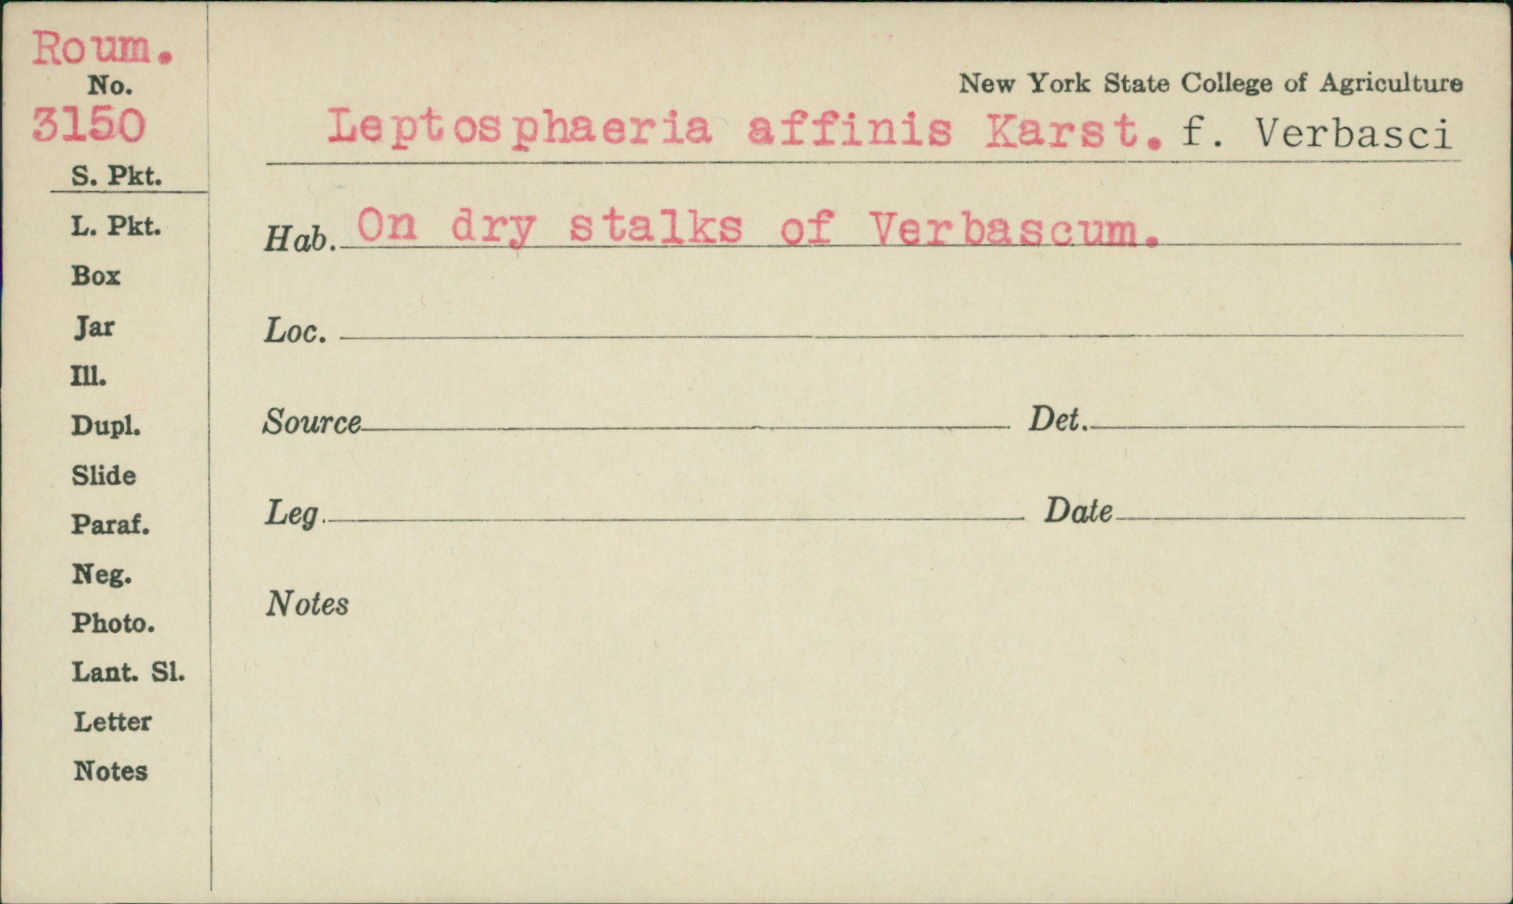 Roum.
No.
3150
S. Pkt.
L. Pkt.
Box
Jar
Ill.
Dupl.
Slide
Paraf.
Neg.
Photo.
Lant. Sl.
Letter
Notes
New York State College of Agriculture
Leptosphaeria affinis Karst. f. Verbasci
Hab. On dry stalks of Verbascum.
Loc.
Source Det.
Leg. Date
Notes